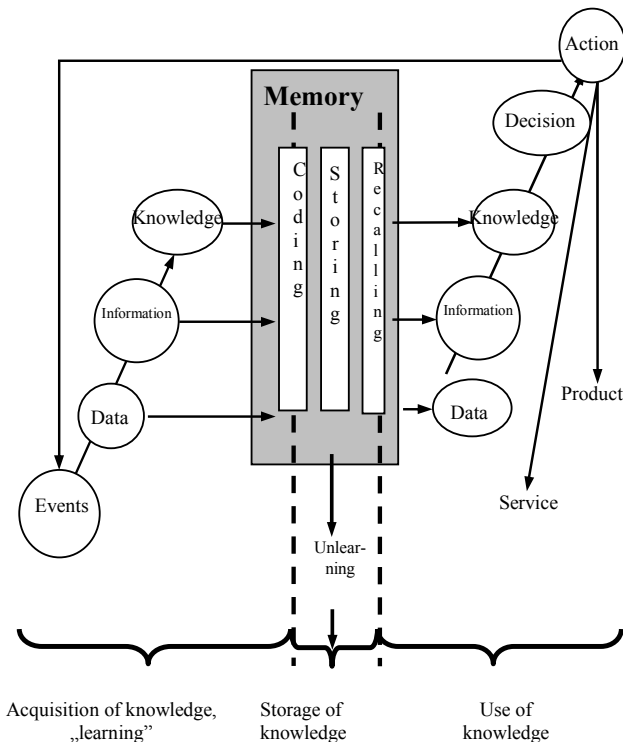 Action
Memory
Decision
Coding
Storing
Recalling
Knowledge
Knowledge
Information
Information
Data
Data
Product
Events
Service
Unlear-
ning
Acquisition of knowledge,
„learning”
Storage of
knowledge
Use of
knowledge